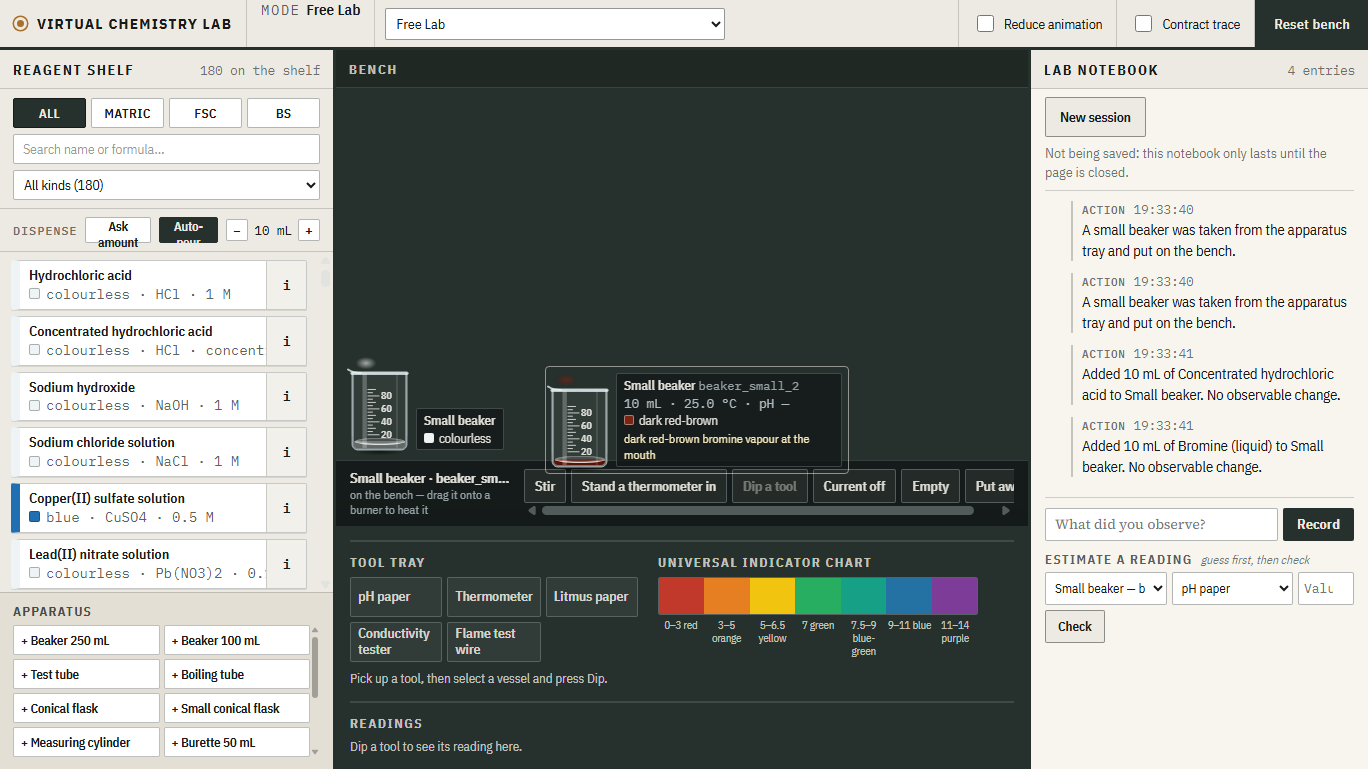 VIRTUAL CHEMISTRY LAB
MODE Free Lab
Free Lab
Reduce animation
Contract trace
Reset bench
REAGENT SHELF
180 on the shelf
ALL
MATRIC
FSC
BS
Search name or formula...
All kinds (180)
DISPENSE
Ask amount
Auto-pour
−
10 mL
+
Hydrochloric acid
colourless · HCl · 1 M
i
Concentrated hydrochloric acid
colourless · HCl · concent
i
Sodium hydroxide
colourless · NaOH · 1 M
i
Sodium chloride solution
colourless · NaCl · 1 M
i
Copper(II) sulfate solution
blue · CuSO4 · 0.5 M
i
Lead(II) nitrate solution
colourless · Pb(NO3)2 · 0.
i
APPARATUS
+ Beaker 250 mL
+ Beaker 100 mL
+ Test tube
+ Boiling tube
+ Conical flask
+ Small conical flask
+ Measuring cylinder
+ Burette 50 mL
BENCH
80
60
40
20
Small beaker
colourless
80
60
40
20
Small beaker beaker_small_2
10 mL · 25.0 °C · pH —
dark red-brown
dark red-brown bromine vapour at the
mouth
Small beaker · beaker_sm...
on the bench — drag it onto a
burner to heat it
Stir
Stand a thermometer in
Dip a tool
Current off
Empty
Put aw
TOOL TRAY
pH paper
Thermometer
Litmus paper
Conductivity
tester
Flame test
wire
Pick up a tool, then select a vessel and press Dip.
UNIVERSAL INDICATOR CHART
0–3 red
3–5
orange
5–6.5
yellow
7 green
7.5–9
blue-
green
9–11 blue
11–14
purple
READINGS
Dip a tool to see its reading here.
LAB NOTEBOOK
4 entries
New session
Not being saved: this notebook only lasts until the
page is closed.
ACTION 19:33:40
A small beaker was taken from the apparatus
tray and put on the bench.
ACTION 19:33:40
A small beaker was taken from the apparatus
tray and put on the bench.
ACTION 19:33:41
Added 10 mL of Concentrated hydrochloric
acid to Small beaker. No observable change.
ACTION 19:33:41
Added 10 mL of Bromine (liquid) to Small
beaker. No observable change.
What did you observe?
Record
ESTIMATE A READING guess first, then check
Small beaker — b
pH paper
Valu
Check